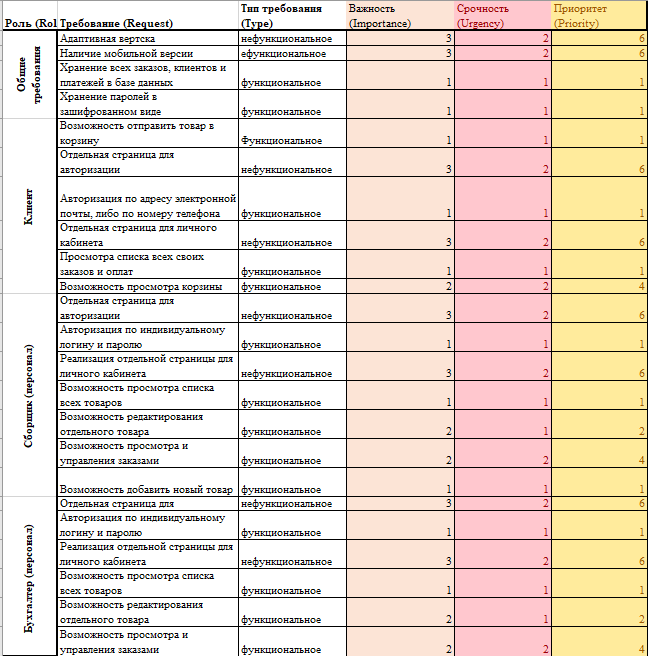 Роль (Rol Требование (Request) Тип требования (Type) Важность (Importance) Срочность (Urgency) Приоритет (Priority)
Общие требования
Адаптивная вертска нефункциональное 3 2 6
Наличие мобильной версии ефункциональное 3 2 6
Хранение всех заказов, клиентов и
платежей в базе данных функциональное 1 1 1
Хранение паролей в
зашифрованном виде функциональное 1 1 1
Клиент
Возможность отправить товар в
корзину Функциональное 1 1 1
Отдельная страница для
авторизации нефункциональное 3 2 6
Авторизация по адресу электронной
почты, либо по номеру телефона функциональное 1 1 1
Отдельная страница для личного
кабинета нефункциональное 3 2 6
Просмотра списка всех своих
заказов и оплат функциональное 1 1 1
Возможность просмотра корзины функциональное 2 2 4
Сборщик (персонал)
Отдельная страница для
авторизации нефункциональное 3 2 6
Авторизация по индивидуальному
логину и паролю функциональное 1 1 1
Реализация отдельной страницы для
личного кабинета нефункциональное 3 2 6
Возможность просмотра списка
всех товаров функциональное 1 1 1
Возможность редактирования
отдельного товара функциональное 2 1 2
Возможность просмотра и
управления заказами функциональное 2 2 4
Возможность добавить новый товар функциональное 1 1 1
Бухгалтер (персонал)
Отдельная страница для нефункциональное 3 2 6
Авторизация по индивидуальному
логину и паролю функциональное 1 1 1
Реализация отдельной страницы для
личного кабинета нефункциональное 3 2 6
Возможность просмотра списка
всех товаров функциональное 1 1 1
Возможность редактирования
отдельного товара функциональное 2 1 2
Возможность просмотра и
управления заказами функциональное 2 2 4